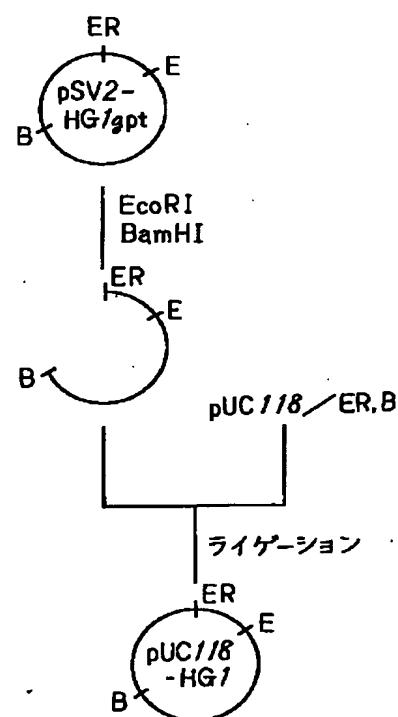 ER
E
pSV2-
HG1gpt
B
EcoRI
BamHI
ER
E
B
pUC118/ER,B
ライゲーション
ER
E
pUC118
-HG1
B